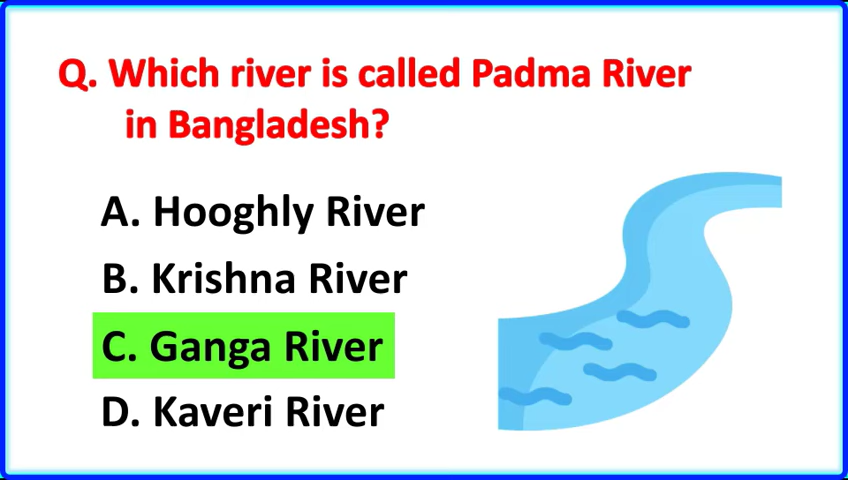 Q. Which river is called Padma River
in Bangladesh?
A. Hooghly River
B. Krishna River
C. Ganga River
D. Kaveri River